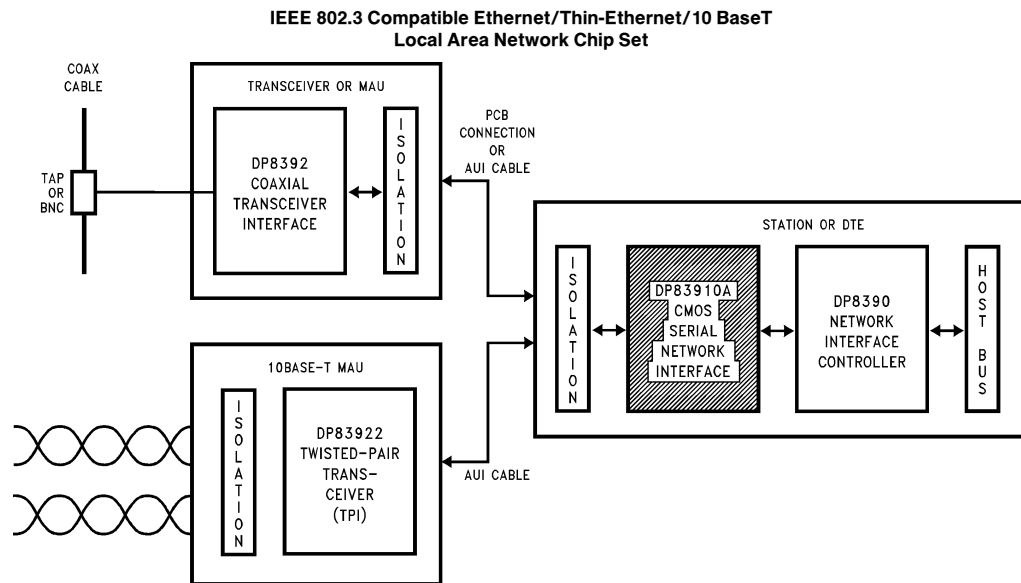 IEEE 802.3 Compatible Ethernet/Thin-Ethernet/10 BaseT
Local Area Network Chip Set
COAX
CABLE
TAP
OR
BNC
TRANSCEIVER OR MAU
DP8392
COAXIAL
TRANSCEIVER
INTERFACE
ISOLATION
PCB
CONNECTION
OR
AUI CABLE
STATION OR DTE
ISOLATION
DP83910A
CMOS
SERIAL
NETWORK
INTERFACE
DP8390
NETWORK
INTERFACE
CONTROLLER
HOST BUS
10BASE-T MAU
ISOLATION
DP83922
TWISTED-PAIR
TRANS-
CEIVER
(TPI)
AUI CABLE